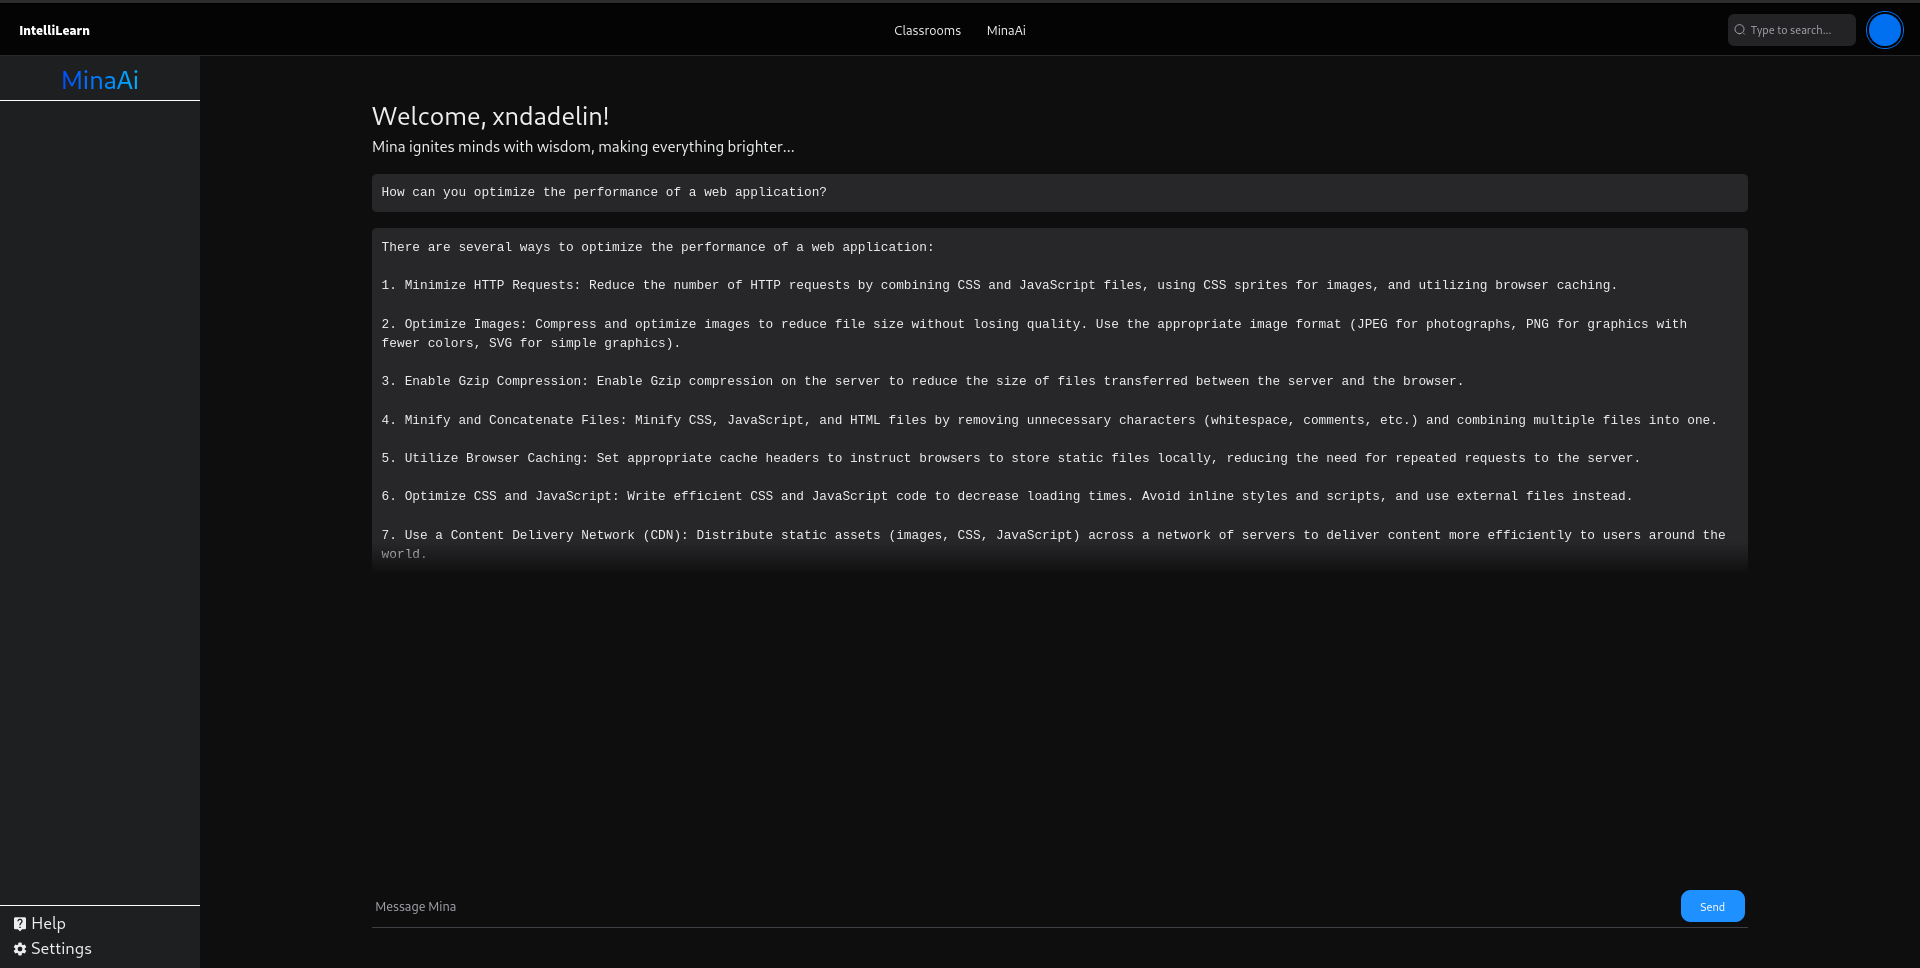 IntelliLearn
Classrooms
MinaAi
Type to search...
MinaAi
Welcome, xndadelin!
Mina ignites minds with wisdom, making everything brighter...
How can you optimize the performance of a web application?
There are several ways to optimize the performance of a web application:
1. Minimize HTTP Requests: Reduce the number of HTTP requests by combining CSS and JavaScript files, using CSS sprites for images, and utilizing browser caching.
2. Optimize Images: Compress and optimize images to reduce file size without losing quality. Use the appropriate image format (JPEG for photographs, PNG for graphics with
fewer colors, SVG for simple graphics).
3. Enable Gzip Compression: Enable Gzip compression on the server to reduce the size of files transferred between the server and the browser.
4. Minify and Concatenate Files: Minify CSS, JavaScript, and HTML files by removing unnecessary characters (whitespace, comments, etc.) and combining multiple files into one.
5. Utilize Browser Caching: Set appropriate cache headers to instruct browsers to store static files locally, reducing the need for repeated requests to the server.
6. Optimize CSS and JavaScript: Write efficient CSS and JavaScript code to decrease loading times. Avoid inline styles and scripts, and use external files instead.
7. Use a Content Delivery Network (CDN): Distribute static assets (images, CSS, JavaScript) across a network of servers to deliver content more efficiently to users around the
world.
Message Mina
Send
Help
Settings